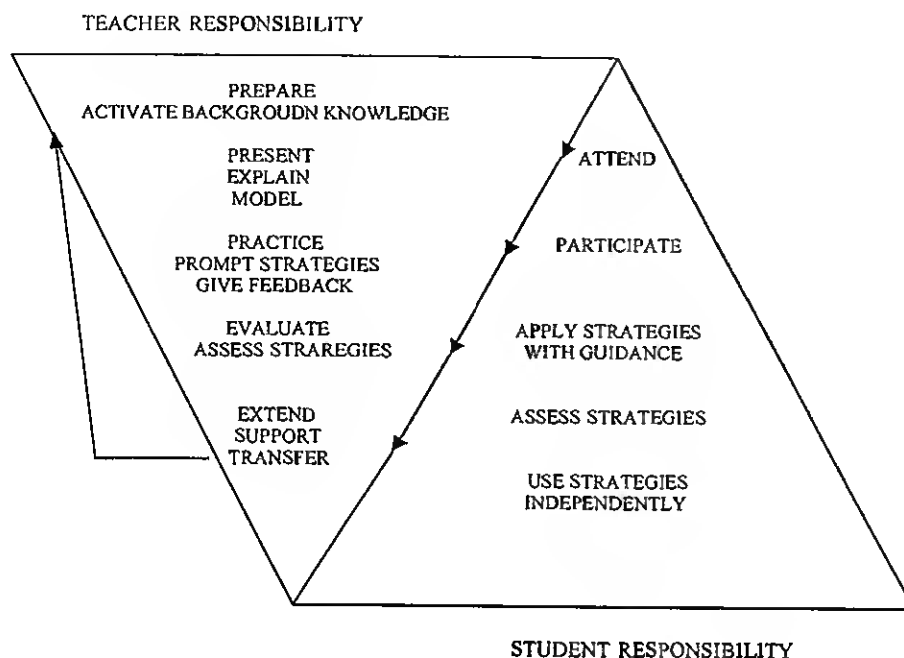 TEACHER RESPONSIBILITY
PREPARE
ACTIVATE BACKGROUDN KNOWLEDGE
PRESENT
EXPLAIN
MODEL
PRACTICE
PROMPT STRATEGIES
GIVE FEEDBACK
EVALUATE
ASSESS STRAREGIES
EXTEND
SUPPORT
TRANSFER
ATTEND
PARTICIPATE
APPLY STRATEGIES
WITH GUIDANCE
ASSESS STRATEGIES
USE STRATEGIES
INDEPENDENTLY
STUDENT RESPONSIBILITY